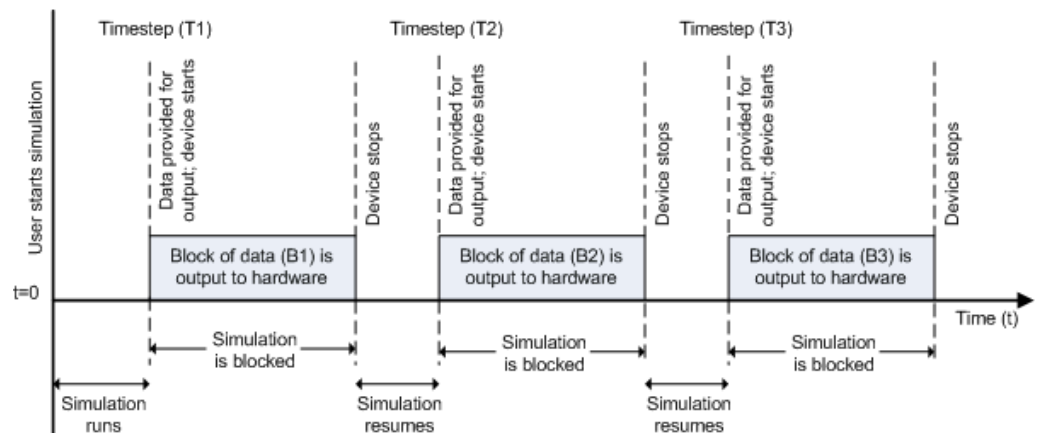 Timestep (T1)
Timestep (T2)
Timestep (T3)
User starts simulation
Data provided for
output; device starts
Device stops
Data provided for
output; device starts
Device stops
Data provided for
output; device starts
Device stops
Block of data (B1) is
output to hardware
Block of data (B2) is
output to hardware
Block of data (B3) is
output to hardware
t=0
Time (t)
Simulation
is blocked
Simulation
is blocked
Simulation
is blocked
Simulation
runs
Simulation
resumes
Simulation
resumes